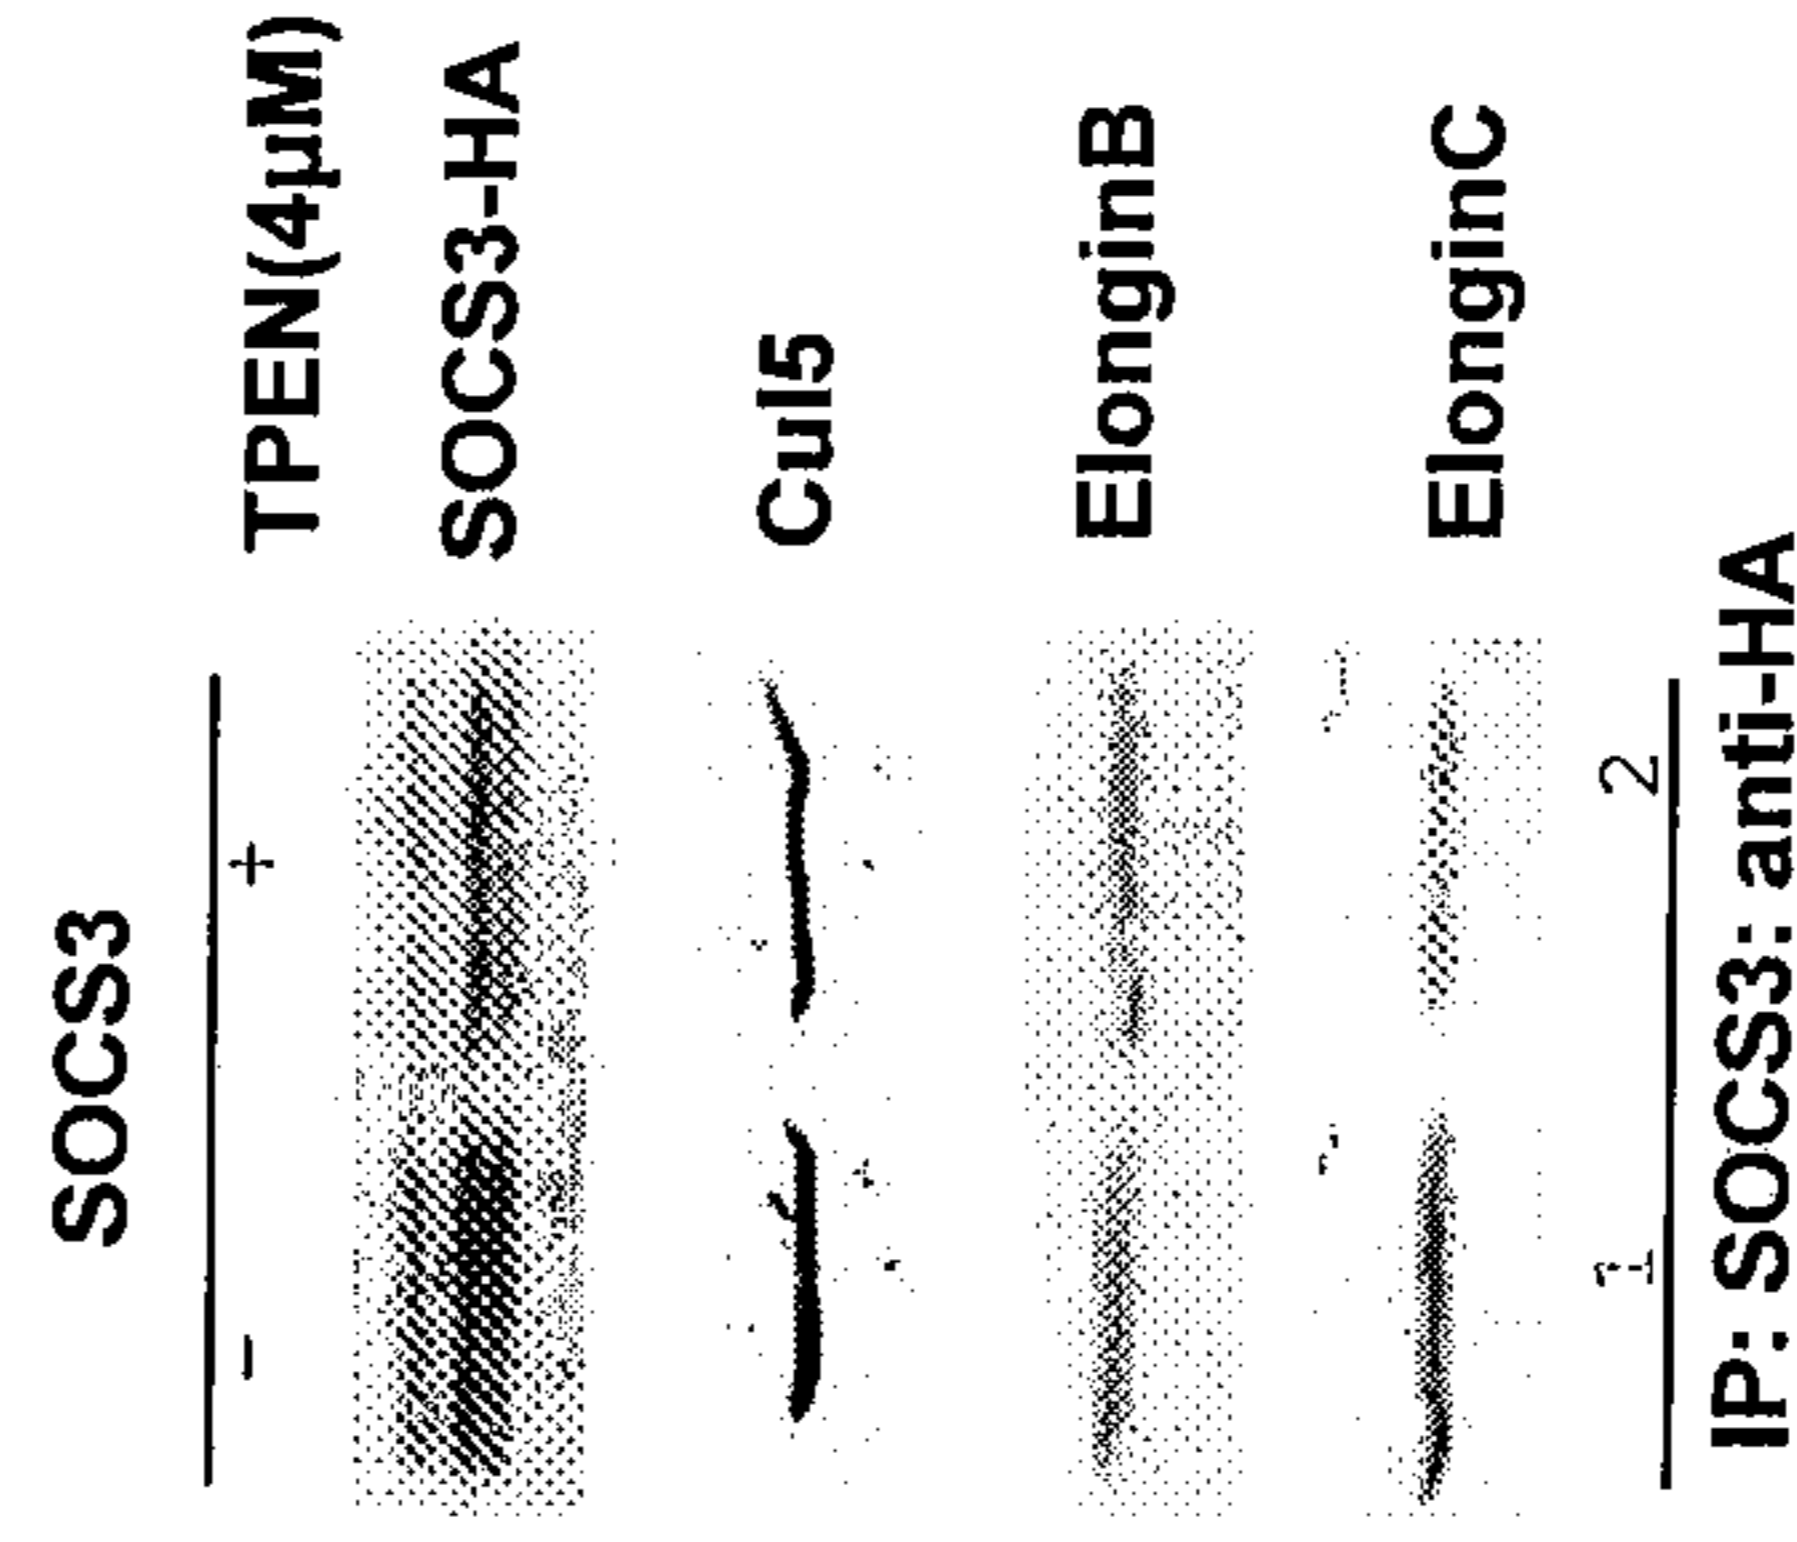 SOCS3
− + TPEN(4μM)
SOCS3-HA
Cul5
ElonginB
ElonginC
1 2
IP: SOCS3: anti-HA